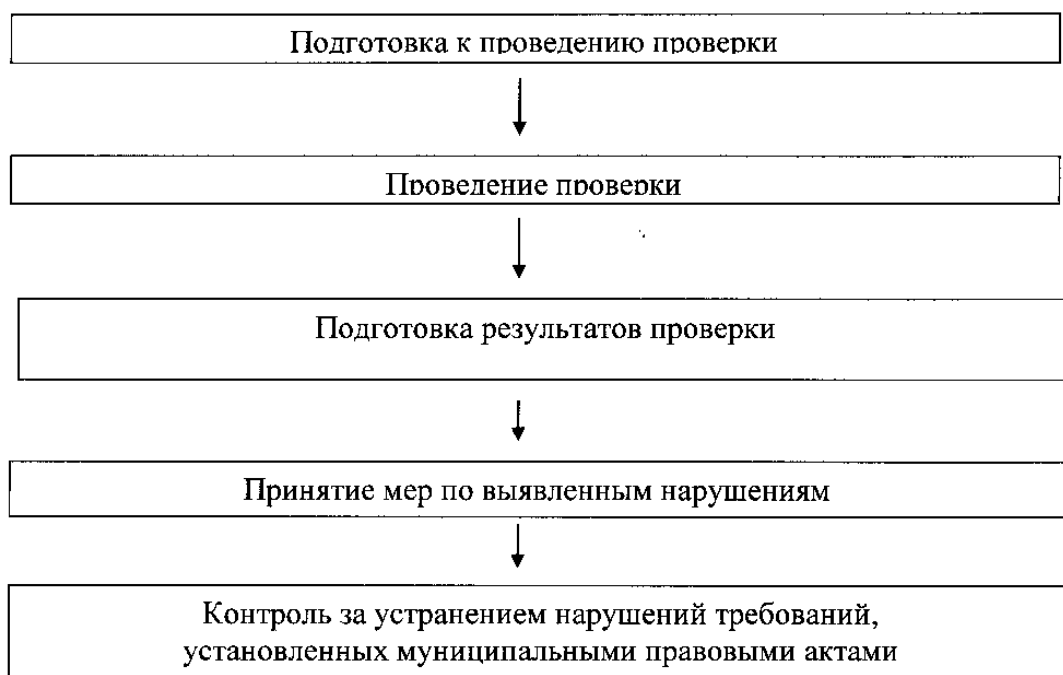 Подготовка к проведению проверки
Проведение проверки
Подготовка результатов проверки
Принятие мер по выявленным нарушениям
Контроль за устранением нарушений требований,
установленных муниципальными правовыми актами